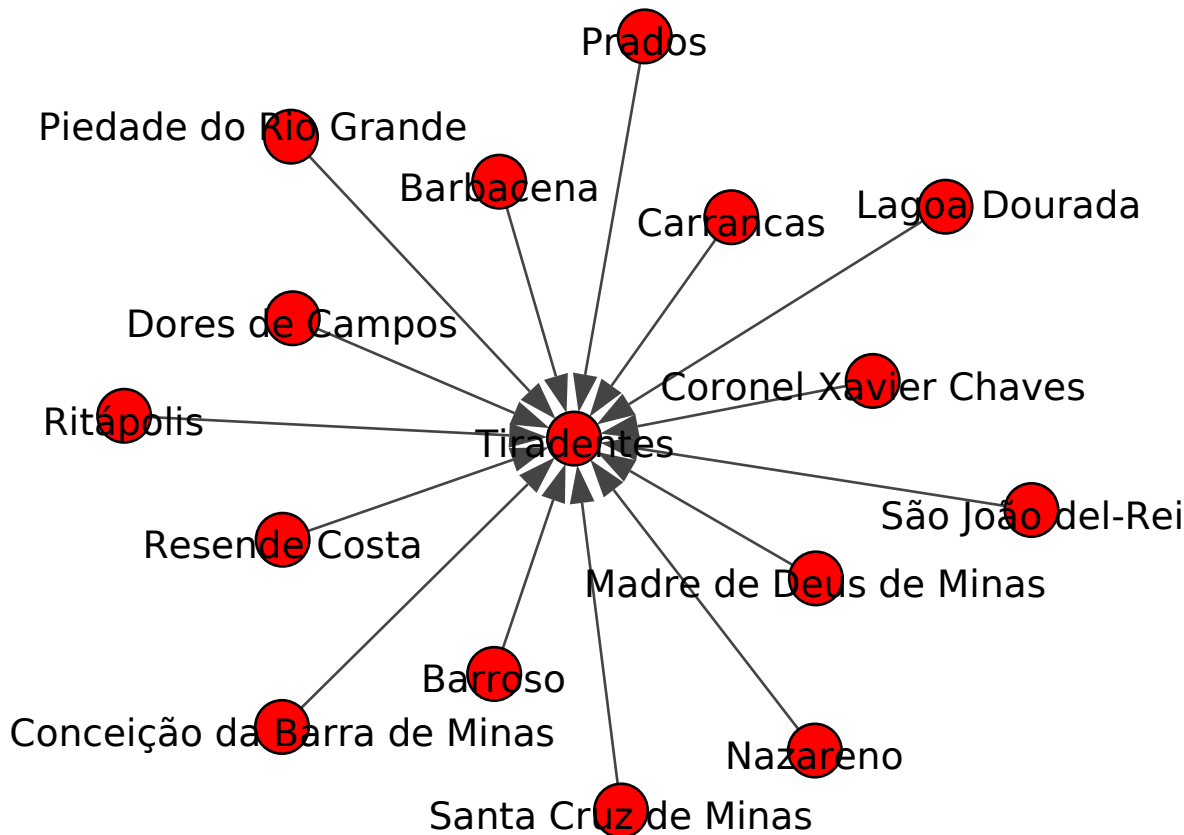 Prados
Piedade do Rio Grande
Barbacena
Lagoa Dourada
Carrancas
Dores de Campos
Coronel Xavier Chaves
Ritápolis
Tiradentes
São João del-Rei
Resende Costa
Madre de Deus de Minas
Barroso
Conceição da Barra de Minas
Nazareno
Santa Cruz de Minas